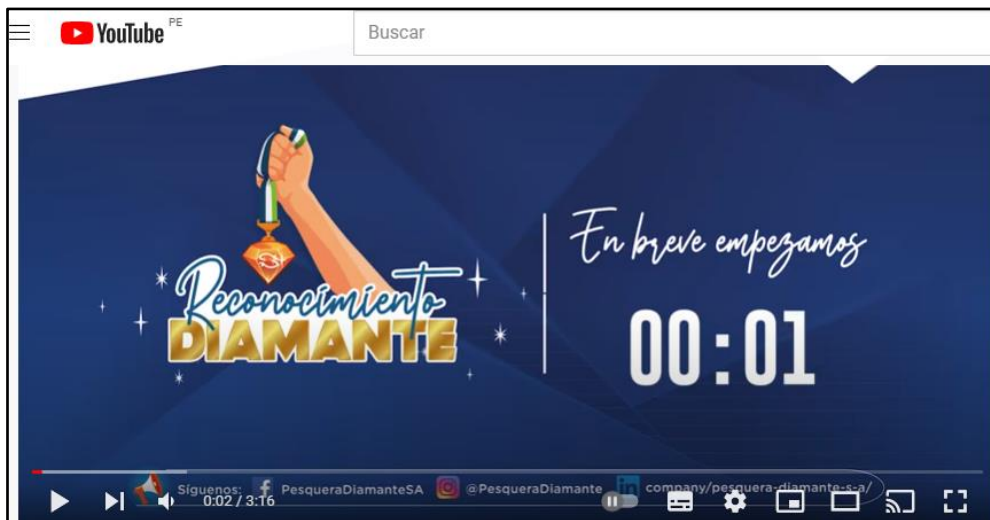 YouTube PE
Buscar
Reconocimiento
DIAMANTE
En breve empezamos
00:01
Síguenos: f PesqueraDiamanteSA @PesqueraDiamante in company/pesquera-diamante-s-a/
0:02 / 3:16